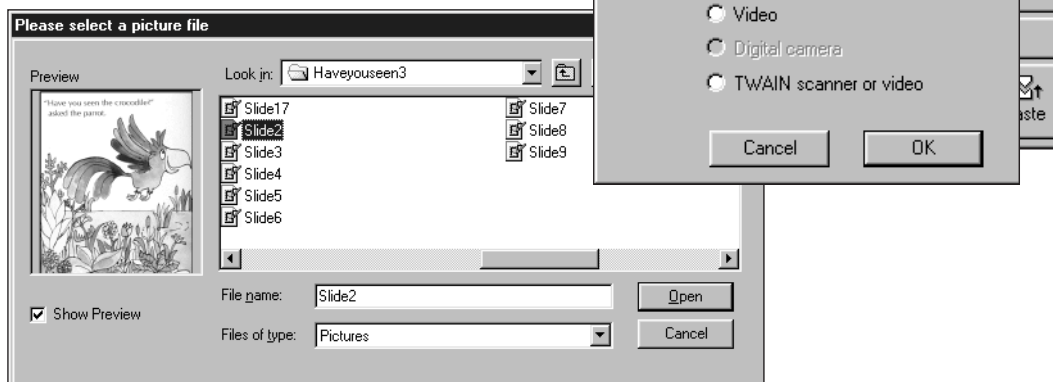 Please select a picture file
Preview
"Have you seen the crocodile?"
asked the parrot.
Show Preview
Look in: Haveyouseen3
Slide17
Slide2
Slide3
Slide4
Slide5
Slide6
Slide7
Slide8
Slide9
File name: Slide2
Open
Files of type: Pictures
Cancel
Video
Digital camera
TWAIN scanner or video
Cancel OK